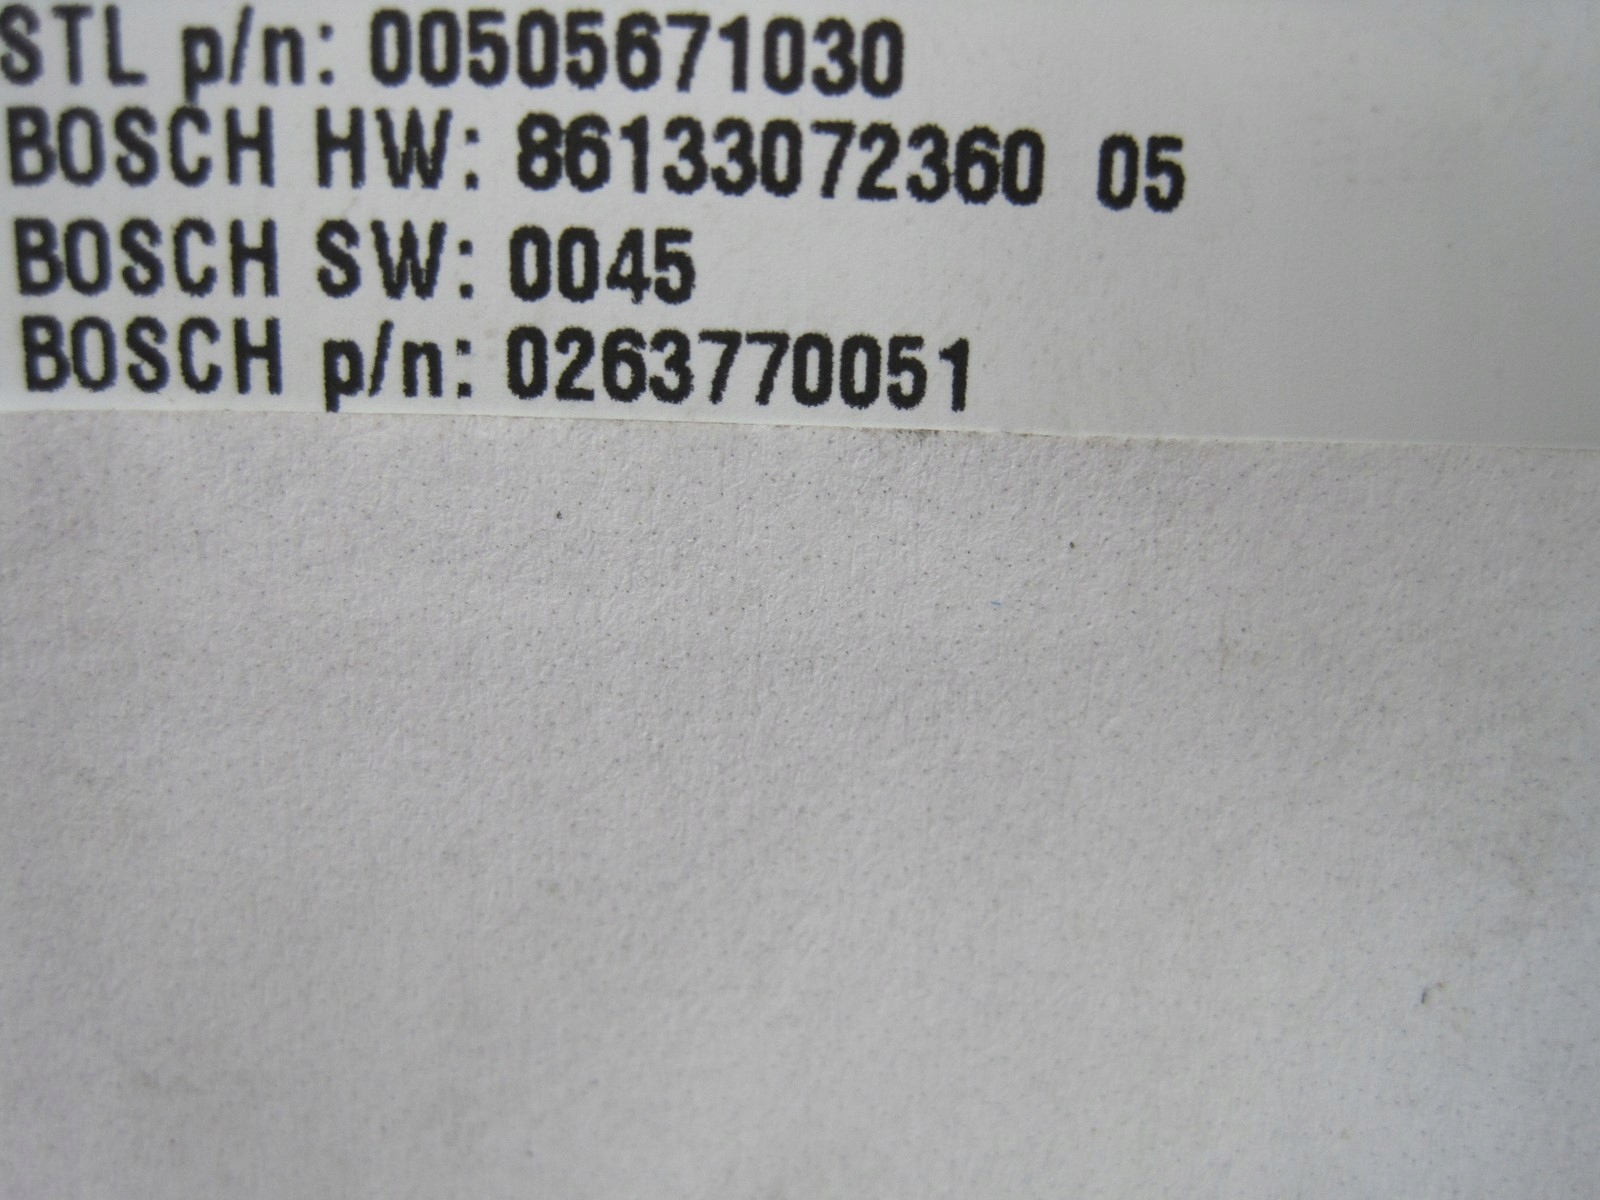 STL p/n: 00505671030
BOSCH HW: 86133072360 05
BOSCH SW: 0045
BOSCH p/n: 0263770051